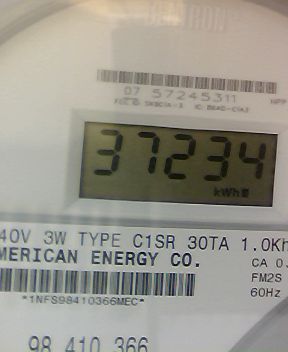 07 57245311
37234
kWh
40V 3W TYPE C1SR 30TA 1.0Kh
MERICAN ENERGY CO.
CA 0.
FM2S
60Hz
*1NFS98410366MEC*
98 410 366